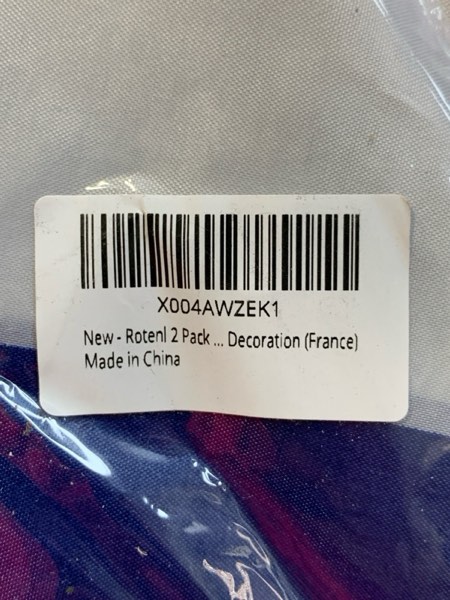 X004AWZEK1
New - Rotenl 2 Pack ... Decoration (France)
Made in China